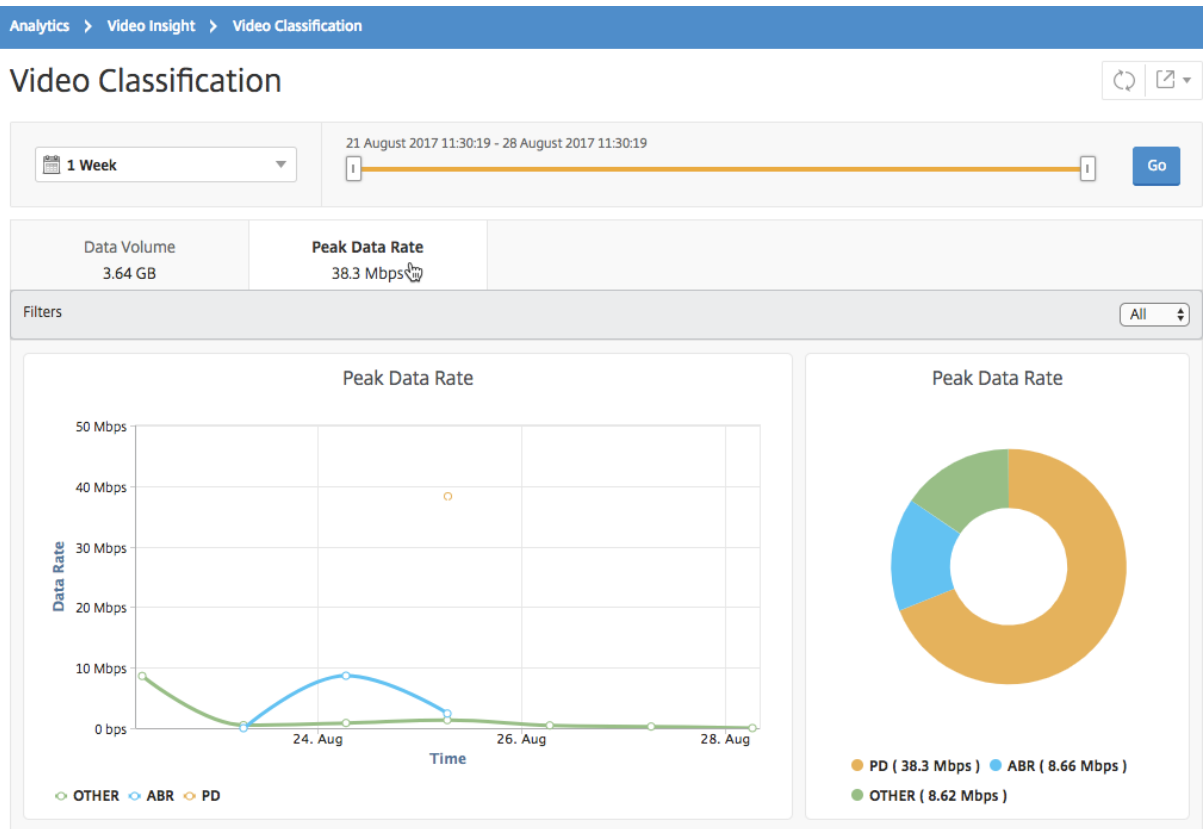 Analytics > Video Insight > Video Classification
Video Classification
21 August 2017 11:30:19 - 28 August 2017 11:30:19
1 Week
Go
Data Volume
3.64 GB
Peak Data Rate
38.3 Mbps
Filters
All
Peak Data Rate
50 Mbps
40 Mbps
30 Mbps
20 Mbps
10 Mbps
0 bps
Data Rate
24. Aug 26. Aug 28. Aug
Time
OTHER ABR PD
Peak Data Rate
PD ( 38.3 Mbps ) ABR ( 8.66 Mbps )
OTHER ( 8.62 Mbps )